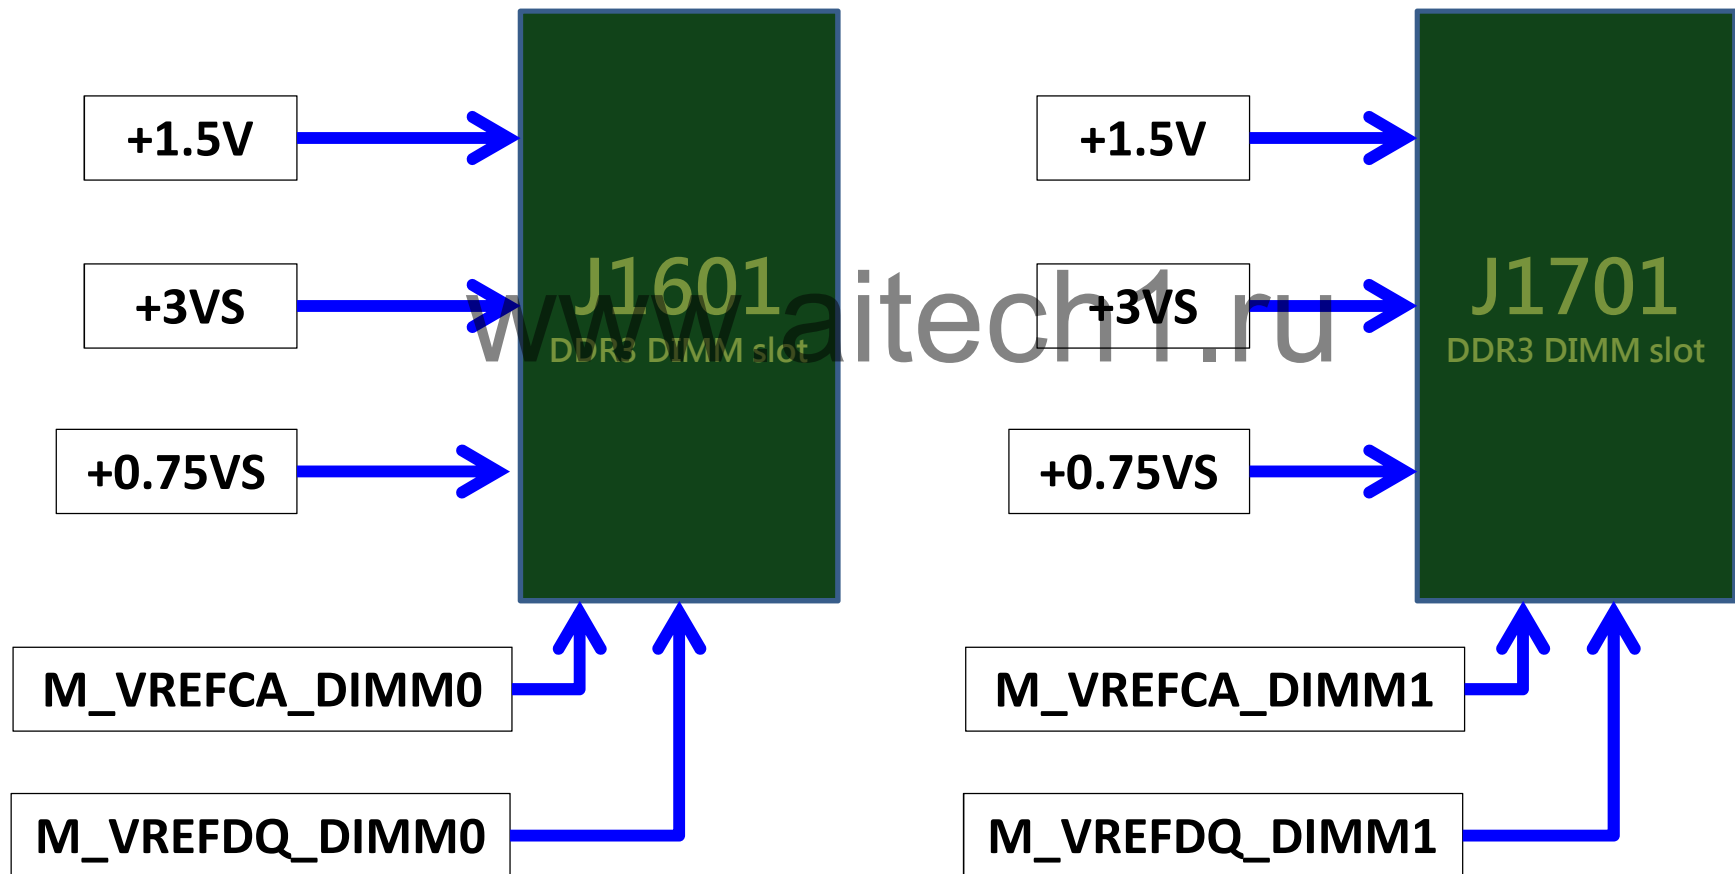 +1.5V
+3VS
+0.75VS
J1601
DDR3 DIMM slot
M_VREFCA_DIMM0
M_VREFDQ_DIMM0
+1.5V
+3VS
+0.75VS
J1701
DDR3 DIMM slot
M_VREFCA_DIMM1
M_VREFDQ_DIMM1
www.aitech1.ru